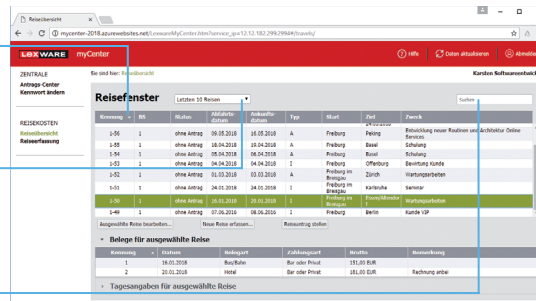 Reiseübersicht
mycenter-2018.azurewebsites.net/LexwareMyCenter.htm?service_ip=12.12.182.299:29994#/travels/
LEXWARE myCenter
Hilfe Daten aktualisieren Abmelde
ZENTRALE
Antrags-Center
Kennwort ändern
REISEKOSTEN
Reiseübersicht
Reiseerfassung
Sie sind hier: Reiseübersicht
Karsten Softwareentwickl
Reisefenster Letzten 10 Reisen Suchen
Kennung RS Status Abfahrts-datum Ankunfts-datum Typ Start Ziel Zweck
1-56 1 ohne Antrag 09.05.2018 16.05.2018 A Freiburg Peking Entwicklung neuer Routinen und Architektur Online Services
1-55 1 ohne Antrag 18.04.2018 19.04.2018 A Freiburg Basel Schulung
1-54 1 ohne Antrag 05.04.2018 06.04.2018 A Freiburg Basel Schulung
1-53 1 ohne Antrag 04.04.2018 04.04.2018 I Freiburg Offenburg Bewirtung Kunde
1-52 1 ohne Antrag 01.03.2018 03.03.2018 A Freiburg im Breisgau Zürich Wartungsarbeiten
1-51 1 ohne Antrag 24.01.2018 24.01.2018 I Freiburg im Breisgau Karlsruhe Seminar
1-50 1 ohne Antrag 16.01.2018 20.01.2018 I Freiburg im Breisgau Wartungsarbeiten
1-49 1 ohne Antrag 07.06.2016 08.06.2016 I Freiburg Berlin Kunde VIP
Ausgewählte Reise bearbeiten... Neue Reise erfassen... Reiseantrag stellen
Belege für ausgewählte Reise
Kennung Datum Belegart Zahlungsart Brutto Bemerkung
1 16.01.2018 Bus/Bahn Bar oder Privat 151,00 EUR
2 20.01.2018 Hotel Bar oder Privat 181,00 EUR Rechnung anbei
Tagesangaben für ausgewählte Reise